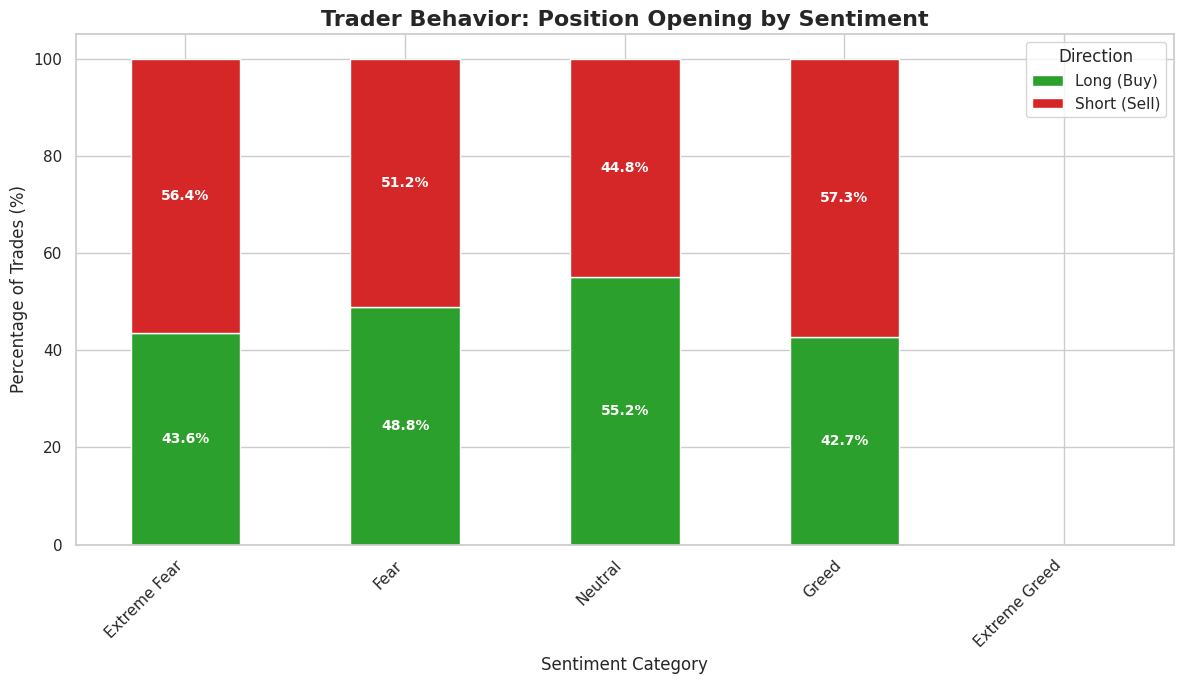 Trader Behavior: Position Opening by Sentiment
Direction
Long (Buy)
Short (Sell)
Percentage of Trades (%)
100
80
60
40
20
0
56.4%
51.2%
44.8%
57.3%
43.6%
48.8%
55.2%
42.7%
Extreme Fear
Fear
Neutral
Greed
Extreme Greed
Sentiment Category